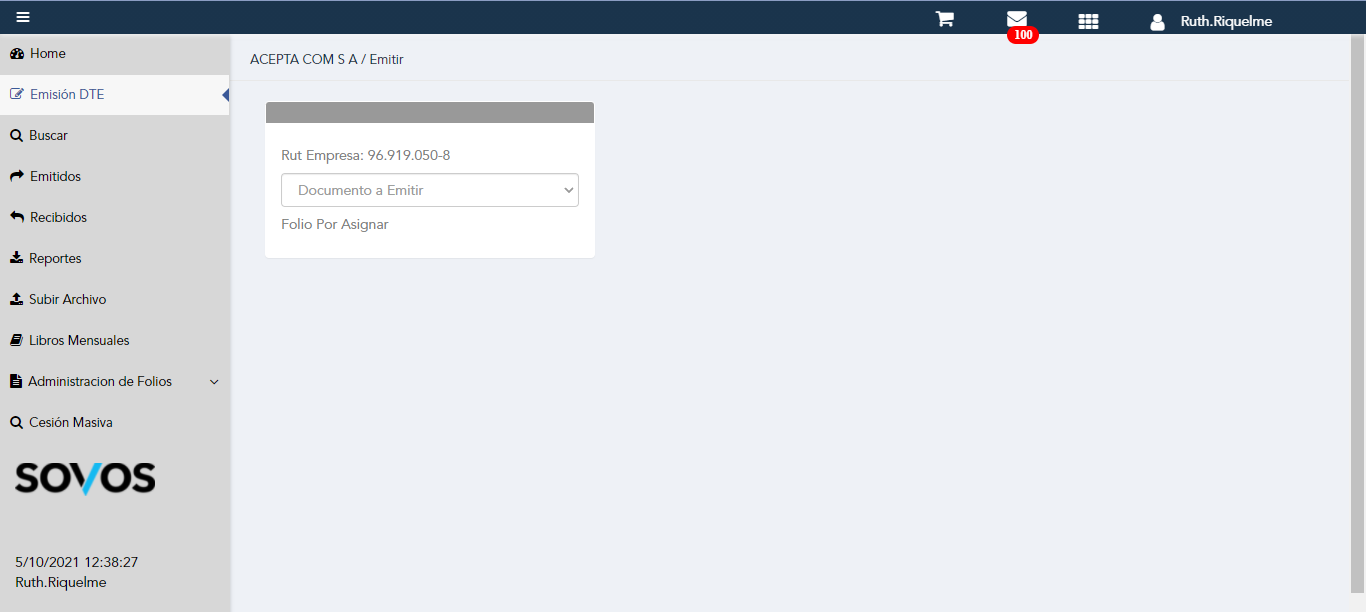 Ruth.Riquelme
100
Home
Emisión DTE
Buscar
Emitidos
Recibidos
Reportes
Subir Archivo
Libros Mensuales
Administracion de Folios
Cesión Masiva
SOVOS
5/10/2021 12:38:27
Ruth.Riquelme
ACEPTA COM S A / Emitir
Rut Empresa: 96.919.050-8
Documento a Emitir
Folio Por Asignar